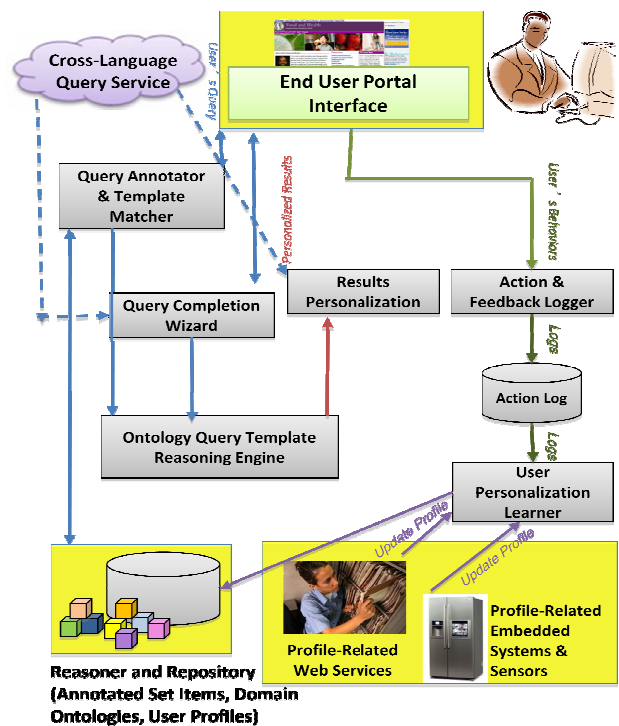 Cross-Language
Query Service
User's Query
End User Portal
Interface
Query Annotator
& Template
Matcher
Personalized Results
User's Behaviors
Query Completion
Wizard
Results
Personalization
Action &
Feedback Logger
Logs
Action Log
Ontology Query Template
Reasoning Engine
Logs
User
Personalization
Learner
Update Profile
Update Profile
Profile-Related
Web Services
Profile-Related
Embedded
Systems &
Sensors
Reasoner and Repository
(Annotated Set Items, Domain
Ontologies, User Profiles)